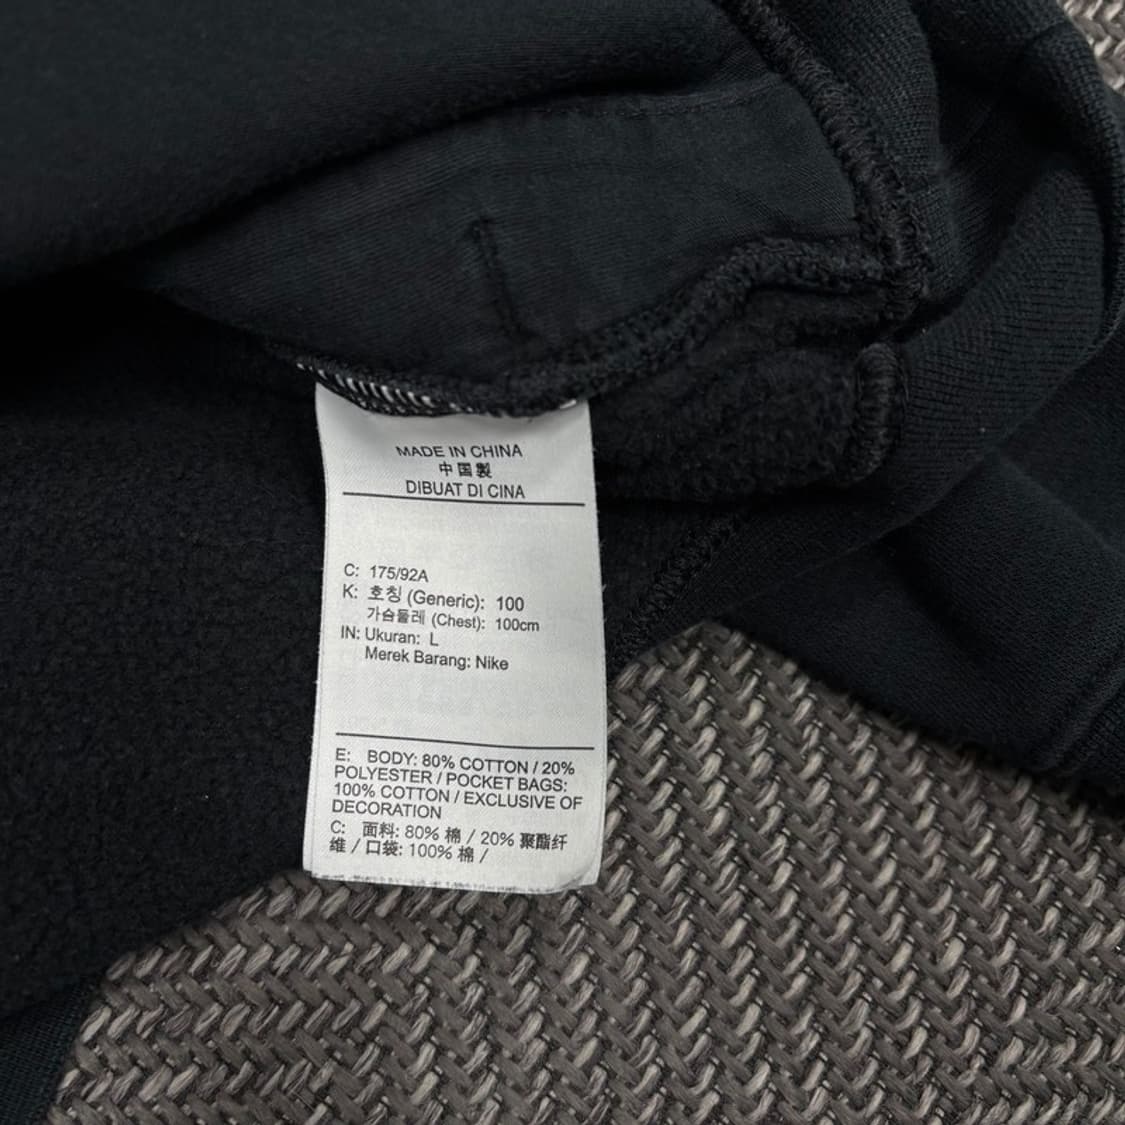 MADE IN CHINA
中国製
DIBUAT DI CINA
C: 175/92A
K: 호칭 (Generic): 100
가슴둘레 (Chest): 100cm
IN: Ukuran: L
Merek Barang: Nike
E: BODY: 80% COTTON / 20%
POLYESTER / POCKET BAGS:
100% COTTON / EXCLUSIVE OF
DECORATION
C: 面料: 80% 棉 / 20% 聚酯纤
维 / 口袋: 100% 棉 /